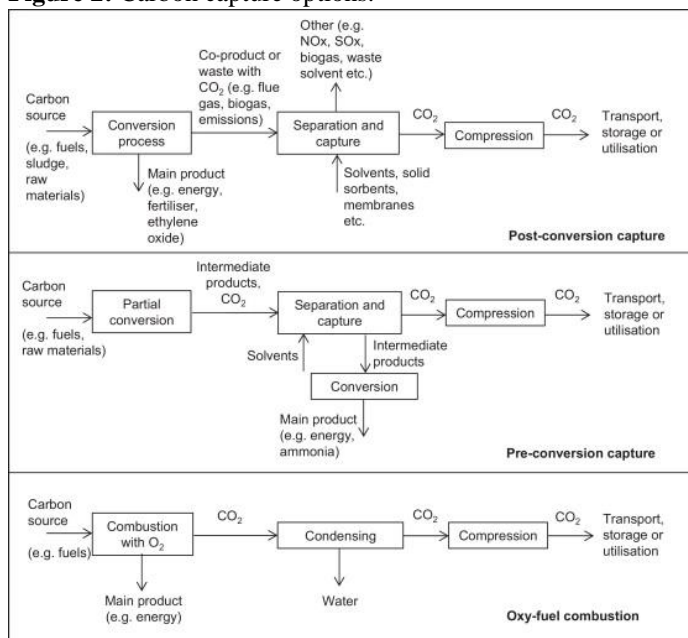 Figure 2: Carbon capture options.
Other (e.g.
NOx, SOx,
biogas, waste
solvent etc.)
Co-product or
waste with
CO₂ (e.g. flue
gas, biogas,
emissions)
Carbon
source
(e.g. fuels,
sludge,
raw
materials)
Conversion
process
Main product
(e.g. energy,
fertiliser,
ethylene
oxide)
Separation and
capture
Solvents, solid
sorbents,
membranes
etc.
CO₂
Compression
CO₂
Transport,
storage or
utilisation
Post-conversion capture
Carbon
source
(e.g. fuels,
raw materials)
Partial
conversion
Intermediate
products,
CO₂
Separation and
capture
Solvents
Intermediate
products
Conversion
Main product
(e.g. energy,
ammonia)
CO₂
Compression
CO₂
Transport,
storage or
utilisation
Pre-conversion capture
Carbon
source
(e.g. fuels)
Combustion
with O₂
Main product
(e.g. energy)
CO₂
Condensing
Water
CO₂
Compression
CO₂
Transport,
storage or
utilisation
Oxy-fuel combustion